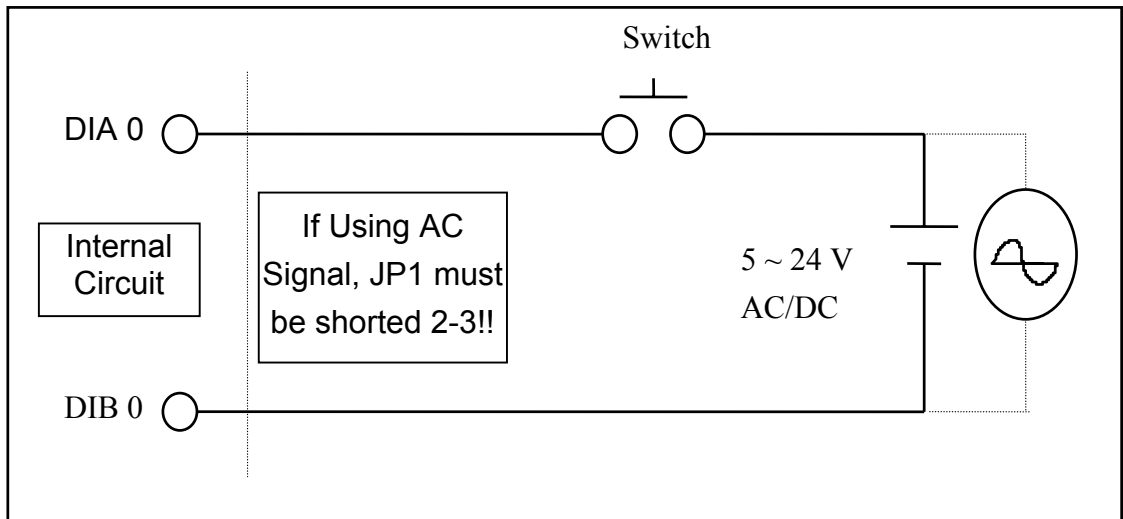 Switch
DIA 0
Internal
Circuit
If Using AC
Signal, JP1 must
be shorted 2-3!!
5 ~ 24 V
AC/DC
DIB 0